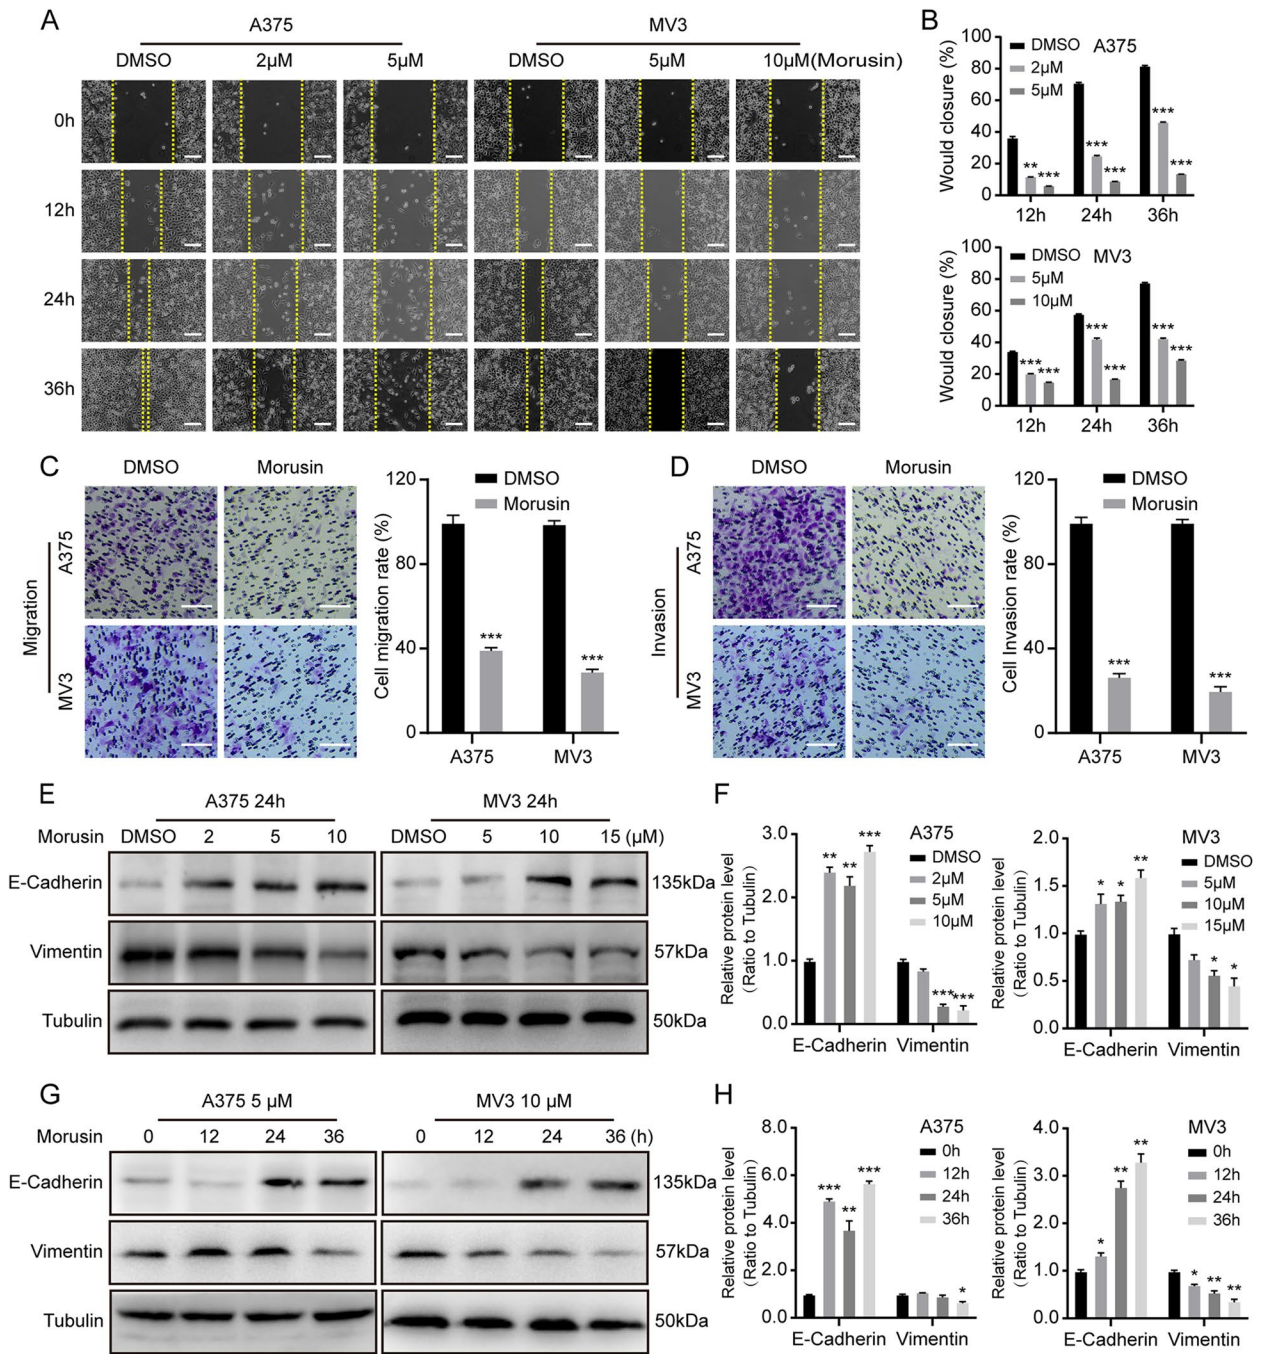 A
A375
MV3
DMSO 2μM 5μM DMSO 5μM 10μM(Morusin)
0h
12h
24h
36h
B
Would closure (%)
100
80
60
40
20
0
DMSO
2μM
5μM
A375
**
***
***
***
***
***
12h 24h 36h
Would closure (%)
100
80
60
40
20
0
DMSO
5μM
10μM
MV3
***
***
***
***
***
***
12h 24h 36h
C
DMSO Morusin
Migration
A375
MV3
Cell migration rate (%)
120
80
40
0
DMSO
Morusin
***
***
A375 MV3
D
DMSO Morusin
Invasion
A375
MV3
Cell Invasion rate (%)
120
80
40
0
DMSO
Morusin
***
***
A375 MV3
E
A375 24h MV3 24h
Morusin DMSO 2 5 10 DMSO 5 10 15 (μM)
E-Cadherin 135kDa
Vimentin 57kDa
Tubulin 50kDa
F
Relative protein level
(Ratio to Tubulin)
3.0
2.0
1.0
0.0
A375
DMSO
2μM
5μM
10μM
** ** ***
*** ***
E-Cadherin Vimentin
Relative protein level
(Ratio to Tubulin)
2.0
1.5
1.0
0.5
0.0
MV3
DMSO
5μM
10μM
15μM
* * **
* *
E-Cadherin Vimentin
G
A375 5 μM MV3 10 μM
Morusin 0 12 24 36 0 12 24 36 (h)
E-Cadherin 135kDa
Vimentin 57kDa
Tubulin 50kDa
H
Relative protein level
(Ratio to Tubulin)
8.0
6.0
4.0
2.0
0.0
A375
0h
12h
24h
36h
*** ** ***
*
E-Cadherin Vimentin
Relative protein level
(Ratio to Tubulin)
4.0
3.0
2.0
1.0
0.0
MV3
0h
12h
24h
36h
* ** **
* ** **
E-Cadherin Vimentin